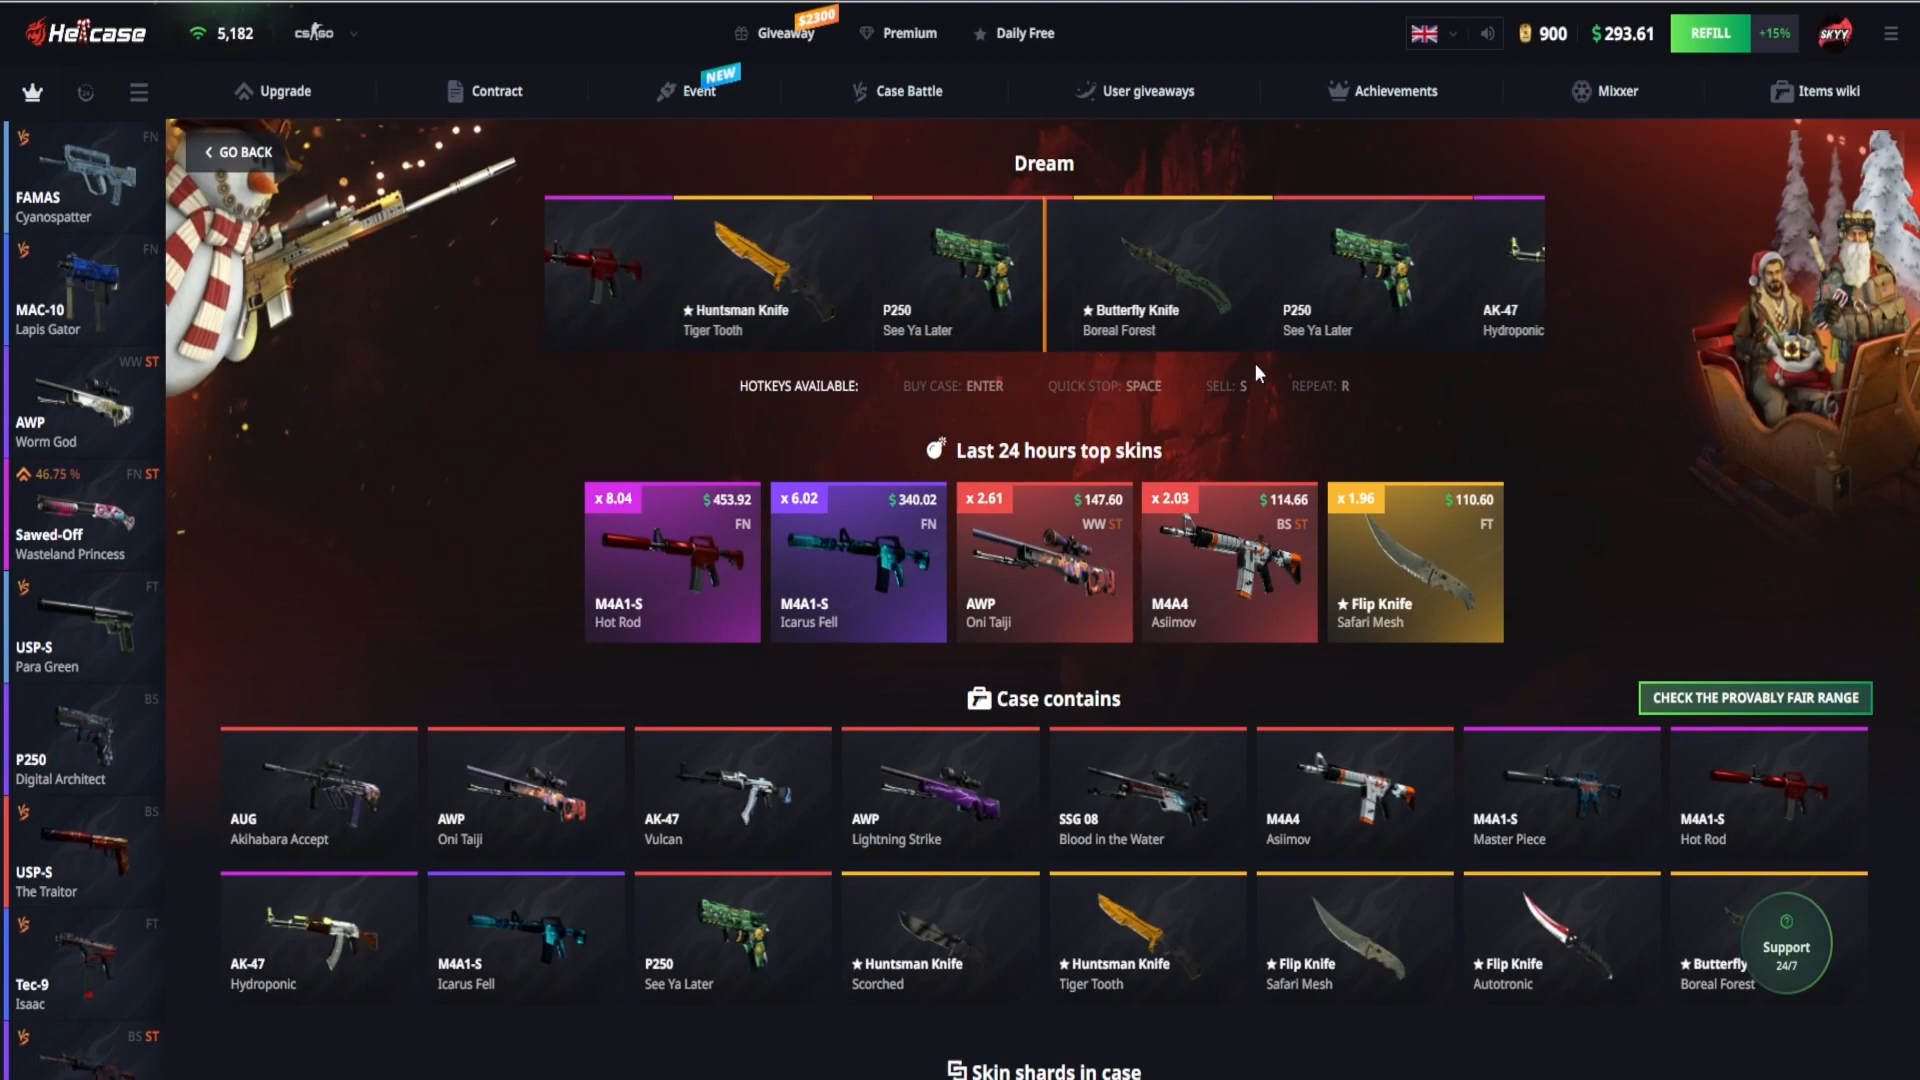 Hellcase
5,182
CS:GO
Giveaway
$2300
Premium
Daily Free
900
$ 293.61
REFILL
+15%
SKYY
24
Upgrade
Contract
Event
NEW
Case Battle
User giveaways
Achievements
Mixxer
Items wiki
FN
FAMAS
Cyanospatter
FN
MAC-10
Lapis Gator
WW ST
AWP
Worm God
46.75 %
FN ST
Sawed-Off
Wasteland Princess
FT
USP-S
Para Green
BS
P250
Digital Architect
BS
USP-S
The Traitor
FT
Tec-9
Isaac
BS ST
GO BACK
Dream
★ Huntsman Knife
Tiger Tooth
P250
See Ya Later
★ Butterfly Knife
Boreal Forest
P250
See Ya Later
AK-47
Hydroponic
HOTKEYS AVAILABLE:
BUY CASE: ENTER
QUICK STOP: SPACE
SELL: S
REPEAT: R
Last 24 hours top skins
x 8.04
$ 453.92
FN
M4A1-S
Hot Rod
x 6.02
$ 340.02
FN
M4A1-S
Icarus Fell
x 2.61
$ 147.60
WW ST
AWP
Oni Taiji
x 2.03
$ 114.66
BS ST
M4A4
Asiimov
x 1.96
$ 110.60
FT
★ Flip Knife
Safari Mesh
Case contains
CHECK THE PROVABLY FAIR RANGE
AUG
Akihabara Accept
AWP
Oni Taiji
AK-47
Vulcan
AWP
Lightning Strike
SSG 08
Blood in the Water
M4A4
Asiimov
M4A1-S
Master Piece
M4A1-S
Hot Rod
AK-47
Hydroponic
M4A1-S
Icarus Fell
P250
See Ya Later
★ Huntsman Knife
Scorched
★ Huntsman Knife
Tiger Tooth
★ Flip Knife
Safari Mesh
★ Flip Knife
Autotronic
★ Butterfly
Boreal Forest
Support
24/7
Skin shards in case